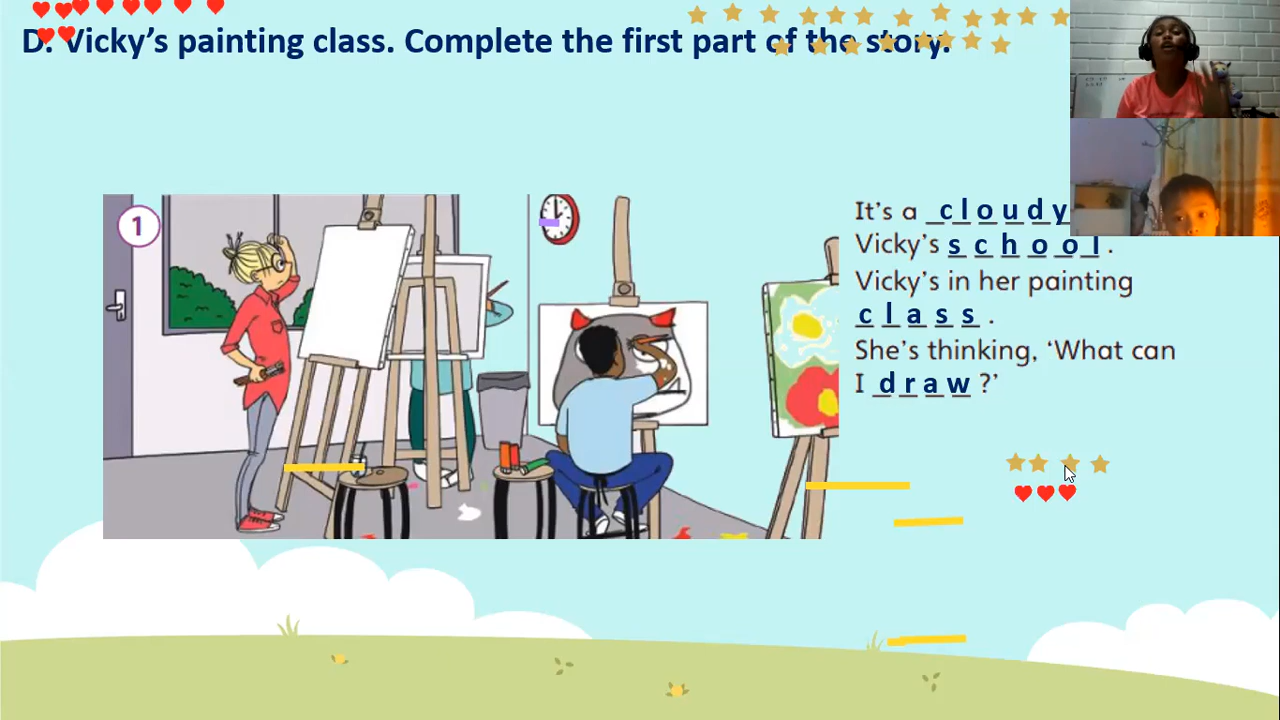 D. Vicky's painting class. Complete the first part of the story.
1
It's a cloudy
Vicky's school.
Vicky's in her painting
class.
She's thinking, 'What can
I draw?'